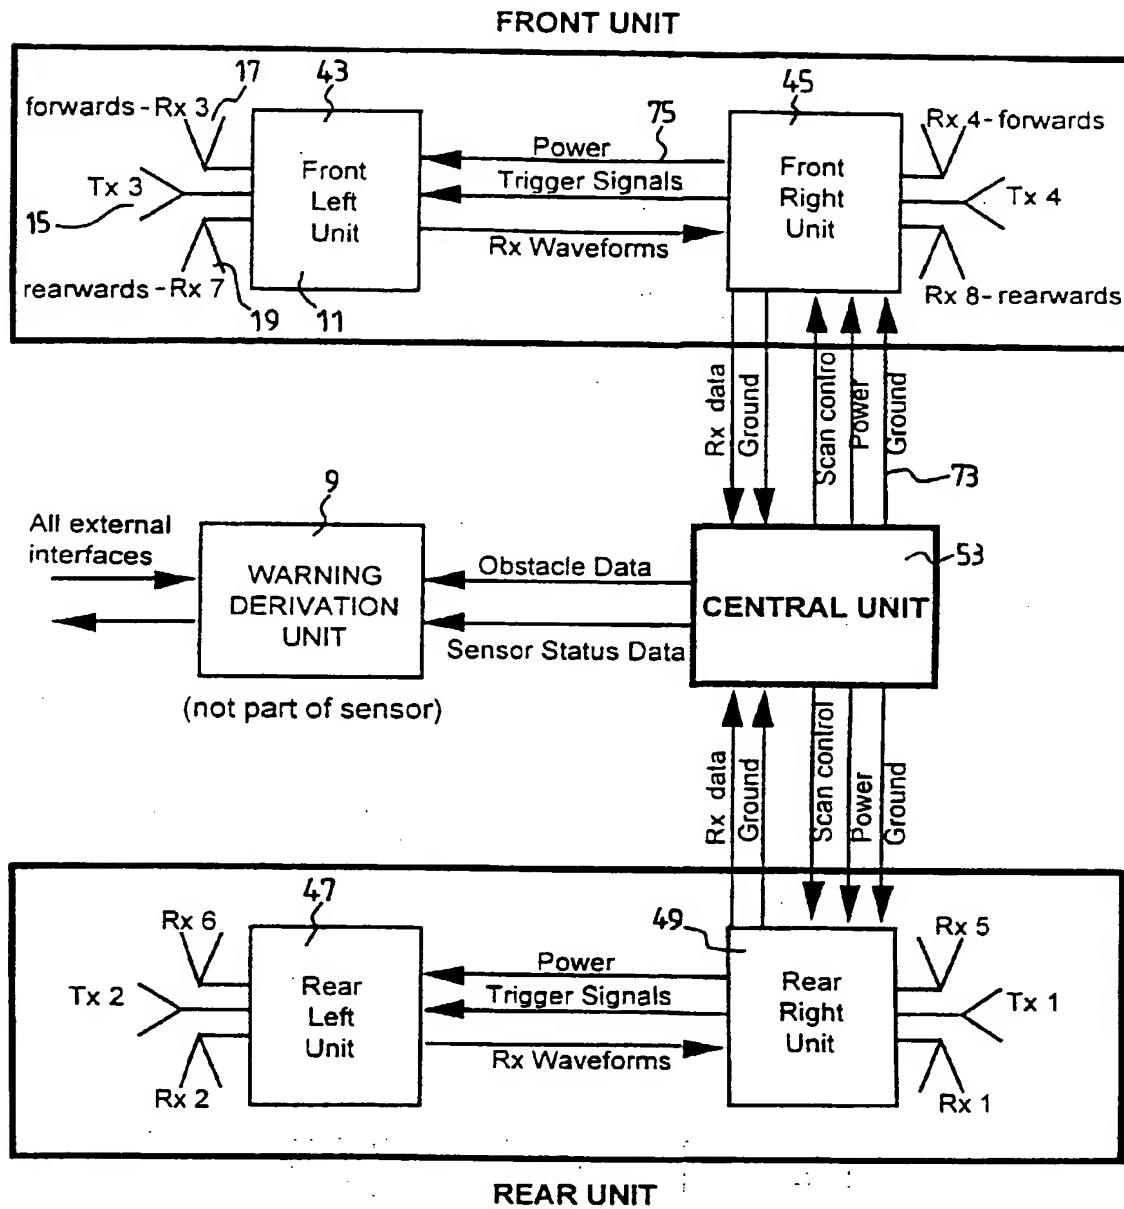 FRONT UNIT
17
43
75
45
forwards - Rx 3
Rx 4 - forwards
Power
Front
Left
Unit
Front
Right
Unit
Tx 3
Trigger Signals
Tx 4
15
Rx Waveforms
rearwards - Rx 7
19
11
Rx 8 - rearwards
Rx data
Ground
Scan control
Power
Ground
73
9
All external
interfaces
WARNING
DERIVATION
UNIT
Obstacle Data
53
CENTRAL UNIT
Sensor Status Data
(not part of sensor)
Rx data
Ground
Scan control
Power
Ground
47
49
Rx 6
Rx 5
Power
Rear
Left
Unit
Rear
Right
Unit
Tx 2
Trigger Signals
Tx 1
Rx Waveforms
Rx 2
Rx 1
REAR UNIT